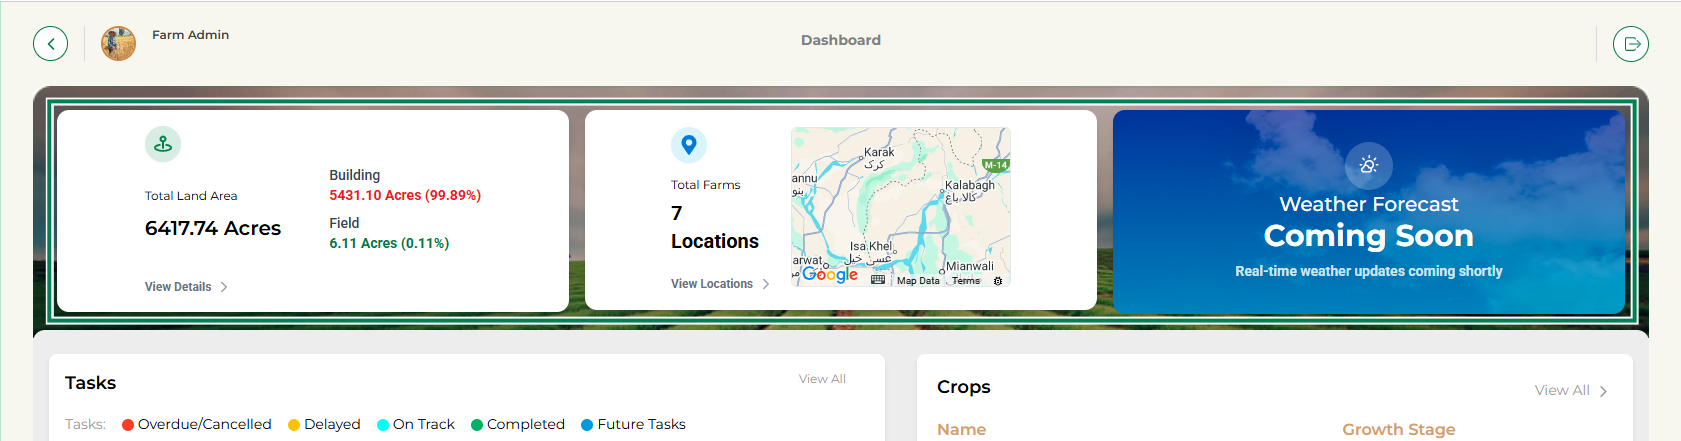 Farm Admin
Dashboard
Total Land Area
6417.74 Acres
View Details
Building
5431.10 Acres (99.89%)
Field
6.11 Acres (0.11%)
Total Farms
7
Locations
View Locations
Karak
کرک
M-14
annu
Kalabagh
کالا باغ
Isa Khel
عیسیٰ خیل
arwat
Mianwali
Google
Map Data
Terms
Weather Forecast
Coming Soon
Real-time weather updates coming shortly
Tasks
View All
Tasks:
Overdue/Cancelled
Delayed
On Track
Completed
Future Tasks
Crops
View All
Name
Growth Stage